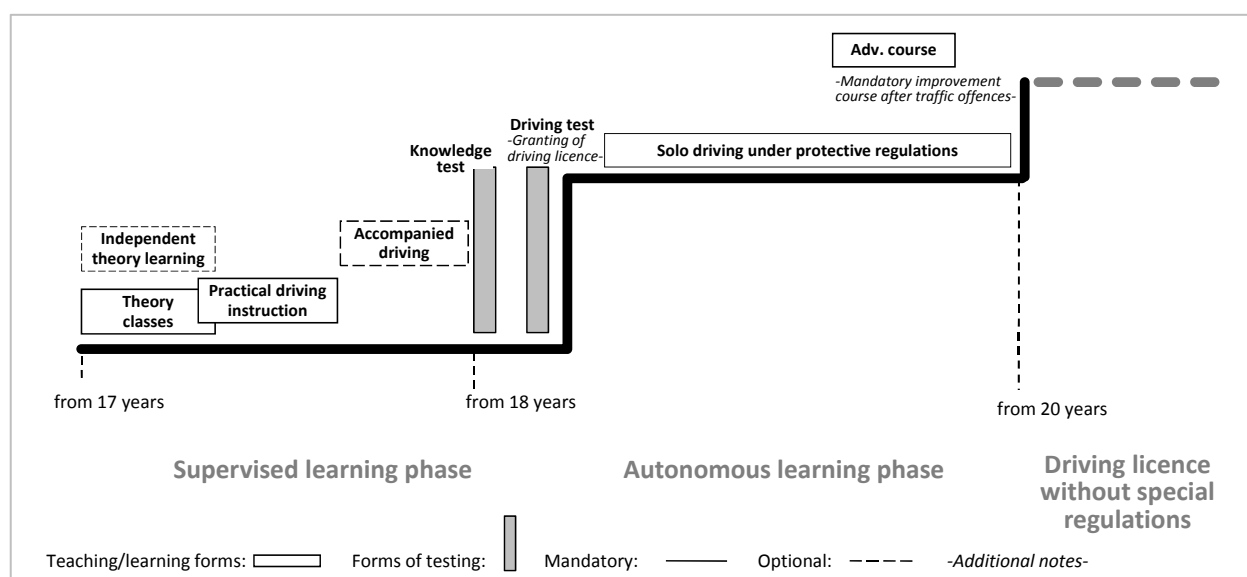 Adv. course
-Mandatory improvement
course after traffic offences-
Driving test
-Granting of
driving licence-
Knowledge
test
Solo driving under protective regulations
Accompanied
driving
Independent
theory learning
Practical driving
instruction
Theory
classes
from 17 years
from 18 years
from 20 years
Supervised learning phase
Autonomous learning phase
Driving licence
without special
regulations
Teaching/learning forms:
Forms of testing:
Mandatory:
Optional:
-Additional notes-